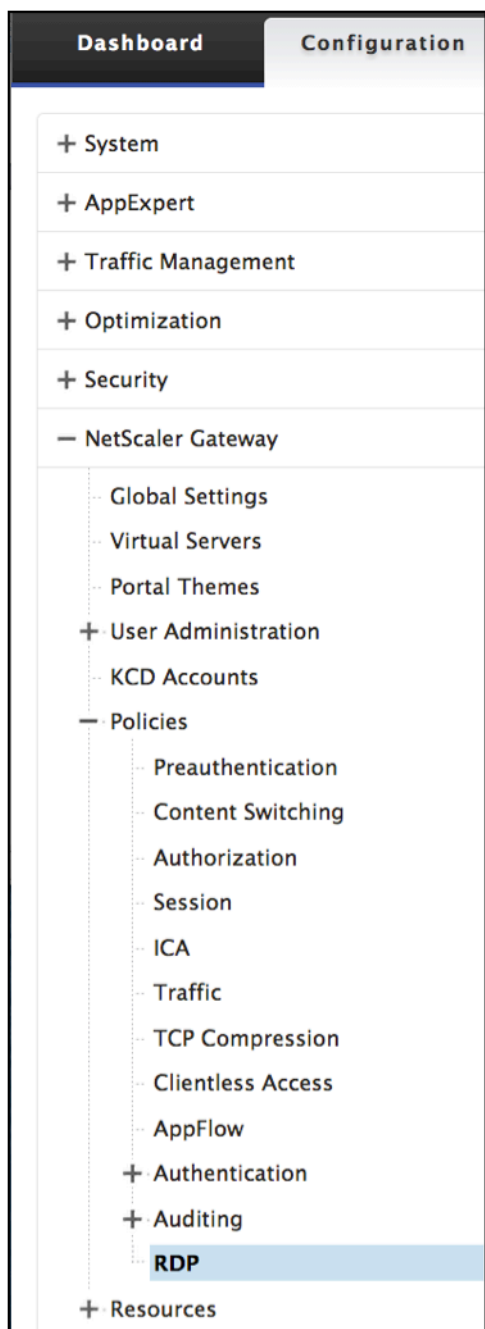 Dashboard Configuration
System
AppExpert
Traffic Management
Optimization
Security
NetScaler Gateway
Global Settings
Virtual Servers
Portal Themes
User Administration
KCD Accounts
Policies
Preauthentication
Content Switching
Authorization
Session
ICA
Traffic
TCP Compression
Clientless Access
AppFlow
Authentication
Auditing
RDP
Resources